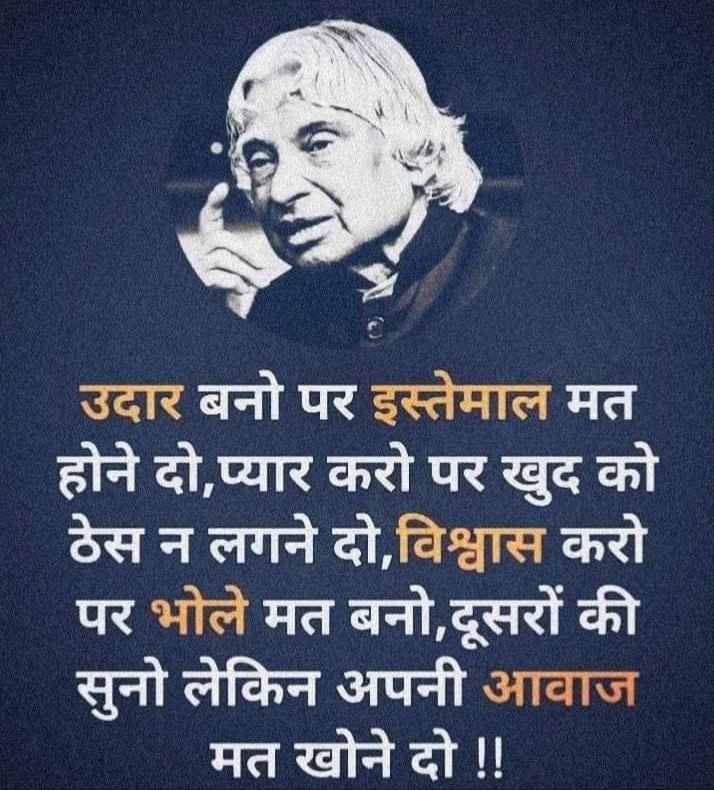 उदार बनो पर इस्तेमाल मत
होने दो,प्यार करो पर खुद को
ठेस न लगने दो,विश्वास करो
पर भोले मत बनो,दूसरों की
सुनो लेकिन अपनी आवाज
मत खोने दो !!